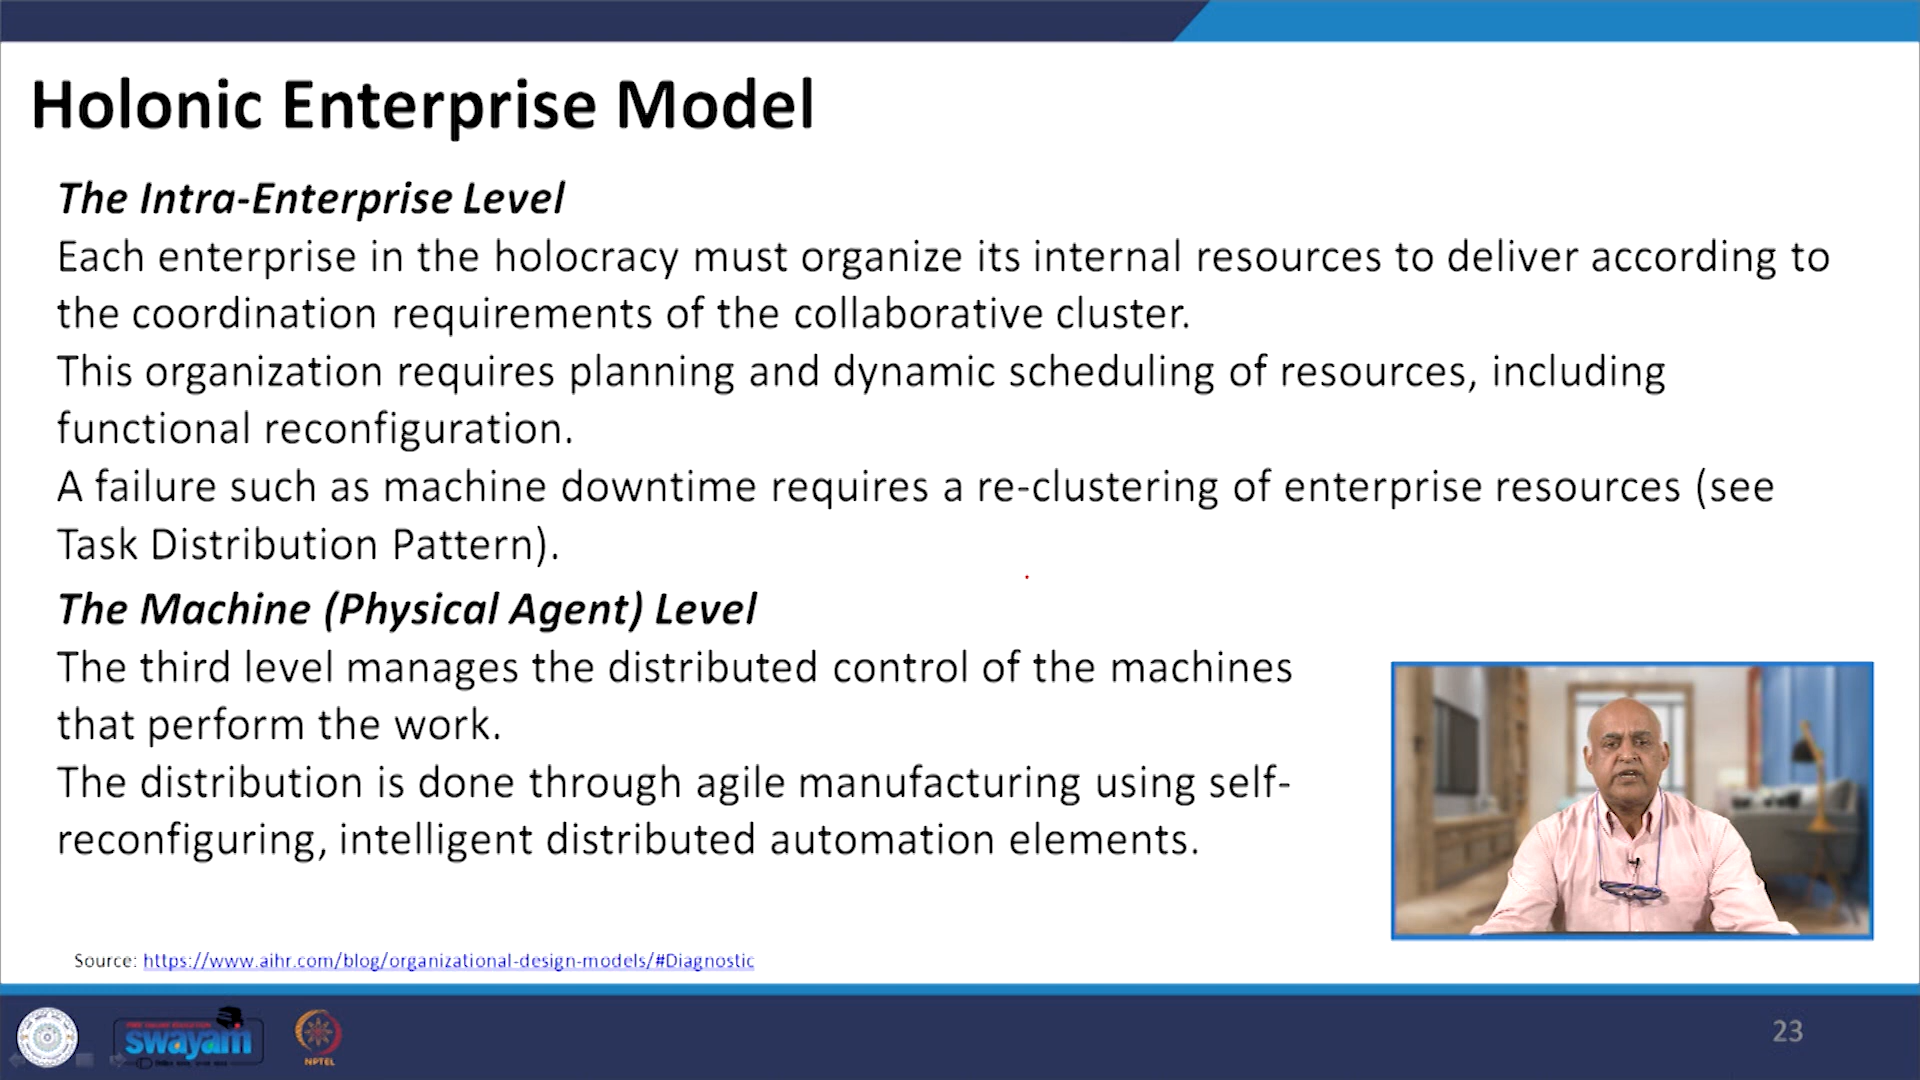 Holonic Enterprise Model
The Intra-Enterprise Level
Each enterprise in the holocracy must organize its internal resources to deliver according to
the coordination requirements of the collaborative cluster.
This organization requires planning and dynamic scheduling of resources, including
functional reconfiguration.
A failure such as machine downtime requires a re-clustering of enterprise resources (see
Task Distribution Pattern).
The Machine (Physical Agent) Level
The third level manages the distributed control of the machines
that perform the work.
The distribution is done through agile manufacturing using self-
reconfiguring, intelligent distributed automation elements.
Source: https://www.aihr.com/blog/organizational-design-models/#Diagnostic
swayam
NPTEL
23